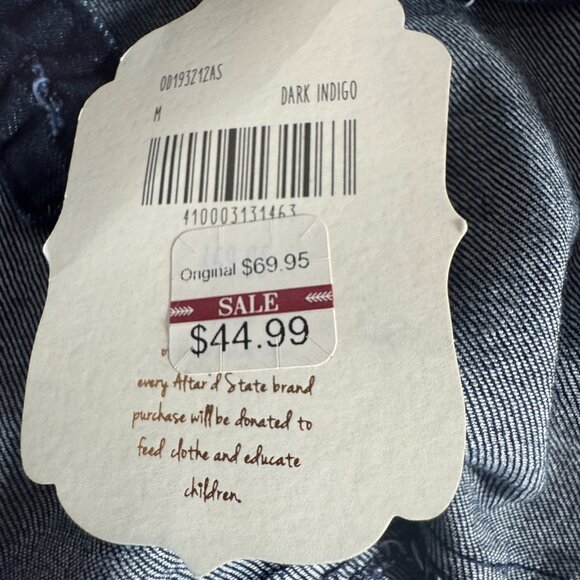 OD193212AS
M DARK INDIGO
410003131463
Original $69.95
SALE
$44.99
every Altar'd State brand
purchase will be donated to
feed clothe and educate
children